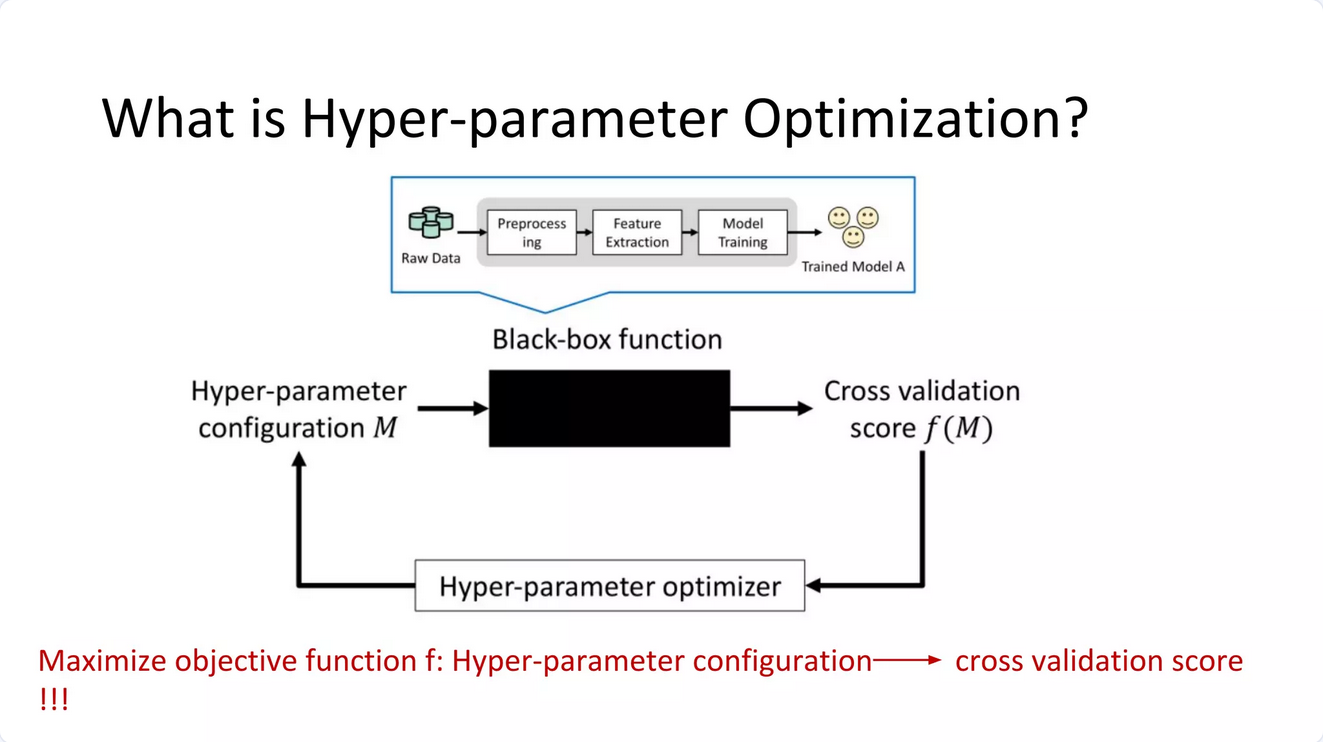 What is Hyper-parameter Optimization?
Raw Data
Preprocess
ing
Feature
Extraction
Model
Training
Trained Model A
Black-box function
Hyper-parameter
configuration M
Cross validation
score f(M)
Hyper-parameter optimizer
Maximize objective function f: Hyper-parameter configuration cross validation score
!!!